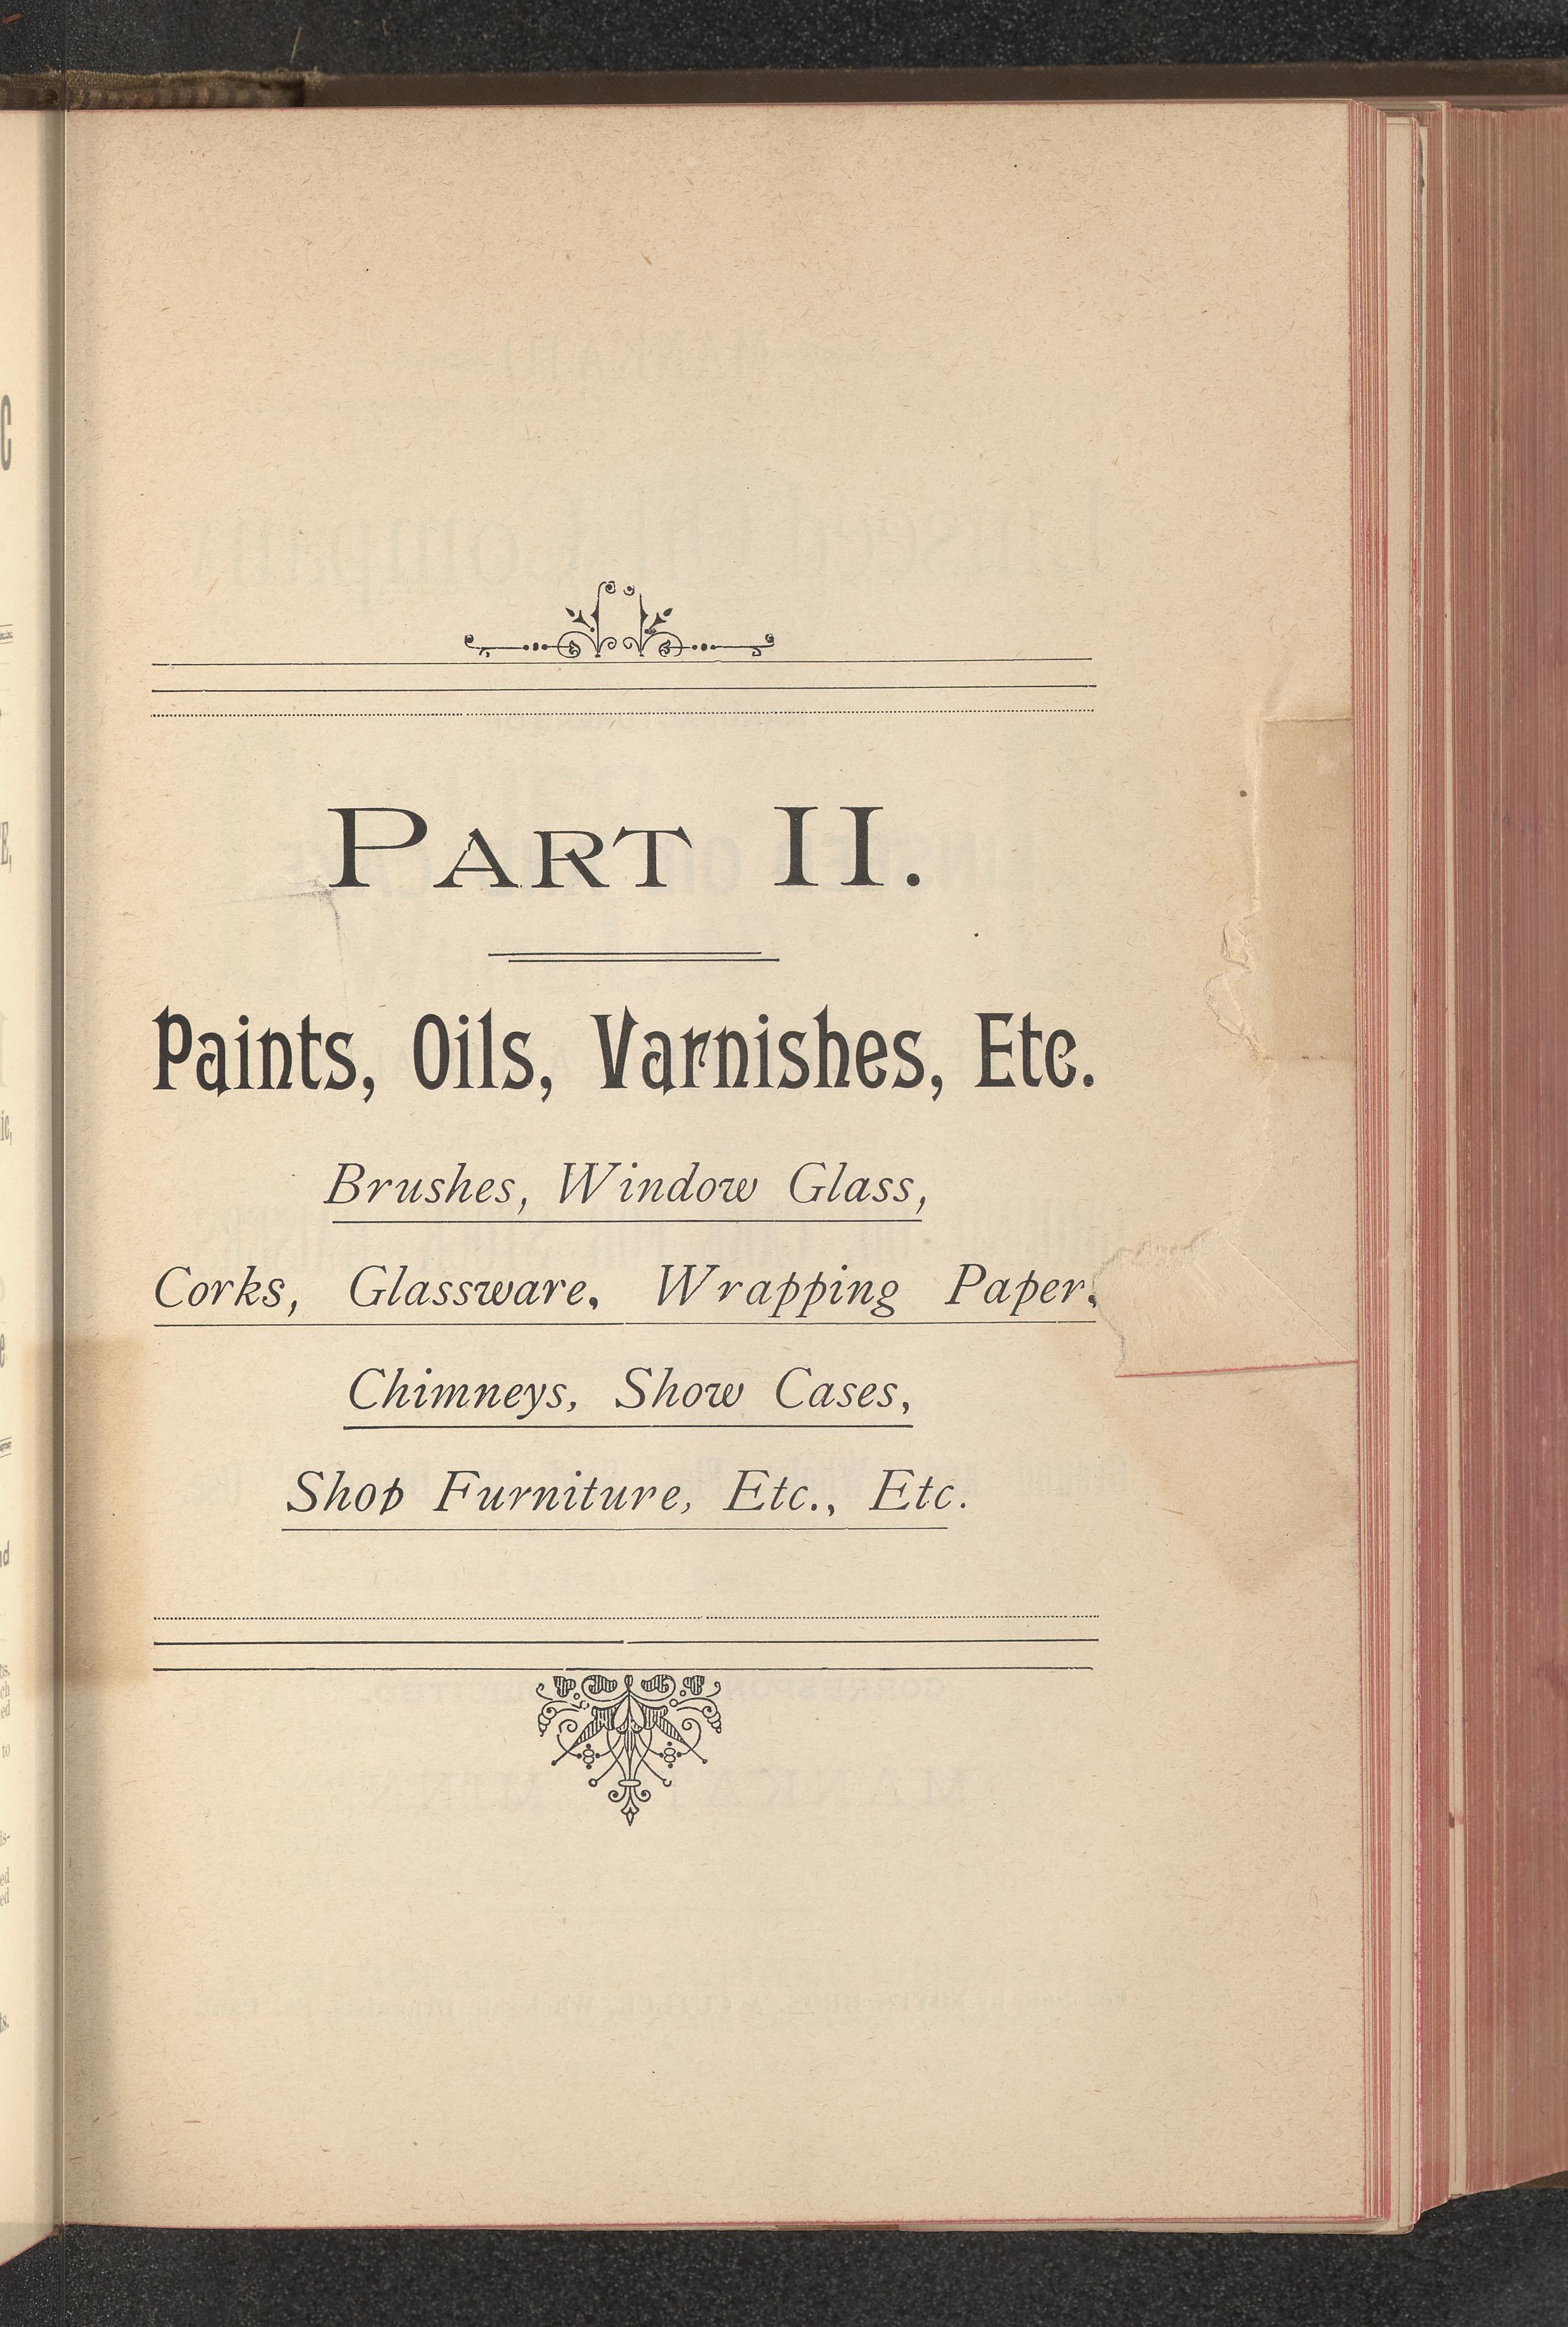 PART II.
Paints, Oils, Varnishes, Etc.
Brushes, Window Glass,
Corks, Glassware, Wrapping Paper,
Chimneys, Show Cases,
Shop Furniture, Etc., Etc.